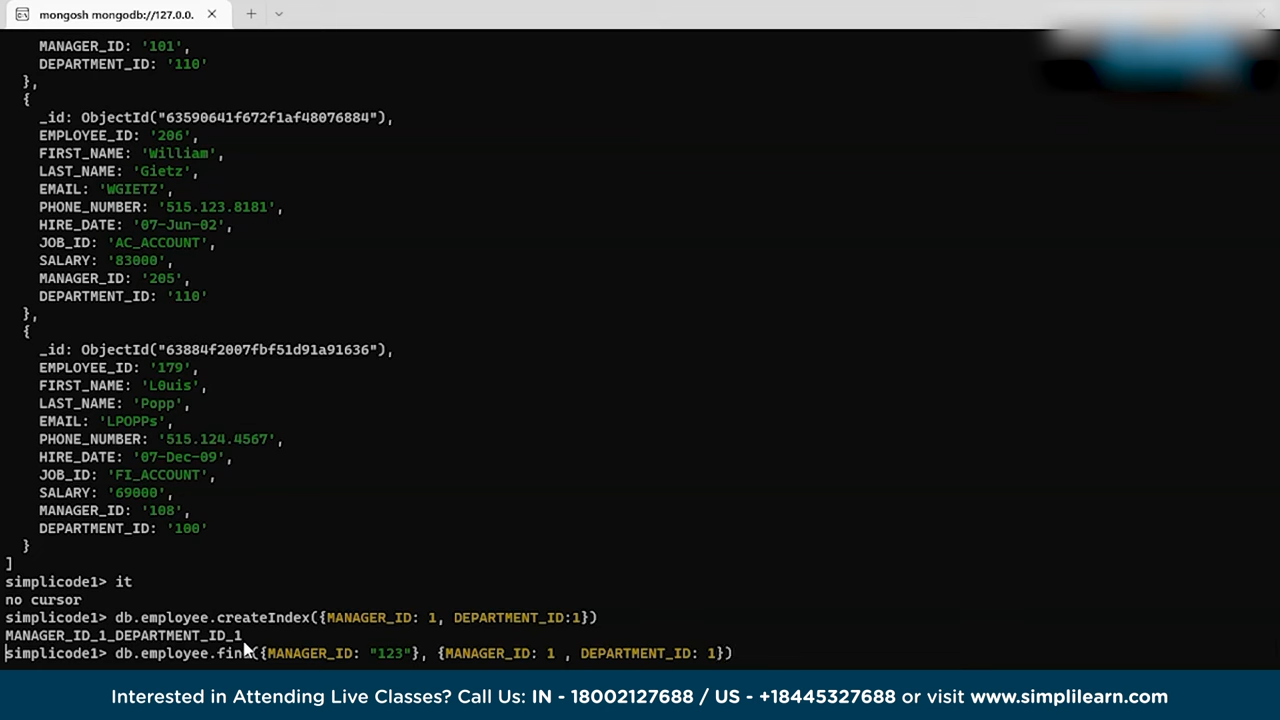 mongosh mongodb://127.0.0.
MANAGER_ID: '101',
DEPARTMENT_ID: '110'
},
{
_id: ObjectId("63590641f672f1af48076884"),
EMPLOYEE_ID: '206',
FIRST_NAME: 'William',
LAST_NAME: 'Gietz',
EMAIL: 'WGIETZ',
PHONE_NUMBER: '515.123.8181',
HIRE_DATE: '07-Jun-02',
JOB_ID: 'AC_ACCOUNT',
SALARY: '83000',
MANAGER_ID: '205',
DEPARTMENT_ID: '110'
},
{
_id: ObjectId("63884f2007fbf51d91a91636"),
EMPLOYEE_ID: '179',
FIRST_NAME: 'L0uis',
LAST_NAME: 'Popp',
EMAIL: 'LPOPPs',
PHONE_NUMBER: '515.124.4567',
HIRE_DATE: '07-Dec-09',
JOB_ID: 'FI_ACCOUNT',
SALARY: '69000',
MANAGER_ID: '108',
DEPARTMENT_ID: '100'
}
]
simplicode1> it
no cursor
simplicode1> db.employee.createIndex({MANAGER_ID: 1, DEPARTMENT_ID:1})
MANAGER_ID_1_DEPARTMENT_ID_1
simplicode1> db.employee.find({MANAGER_ID: "123"}, {MANAGER_ID: 1 , DEPARTMENT_ID: 1})
Interested in Attending Live Classes? Call Us: IN - 18002127688 / US - +18445327688 or visit www.simplilearn.com